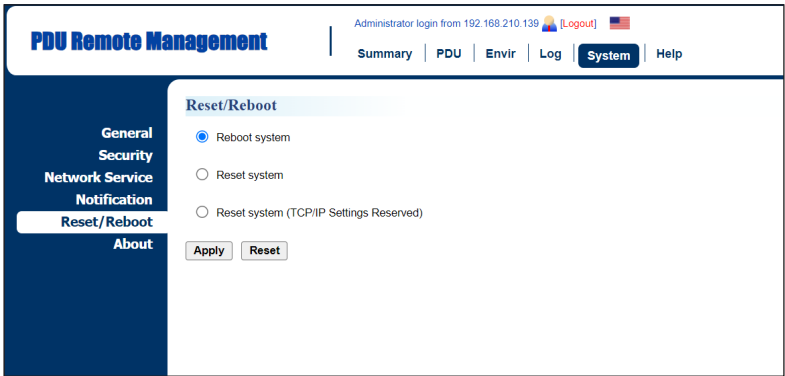 Administrator login from 192.168.210.139 [Logout]
PDU Remote Management
Summary PDU Envir Log System Help
Reset/Reboot
General
Security
Network Service
Notification
Reset/Reboot
About
Reboot system
Reset system
Reset system (TCP/IP Settings Reserved)
Apply Reset